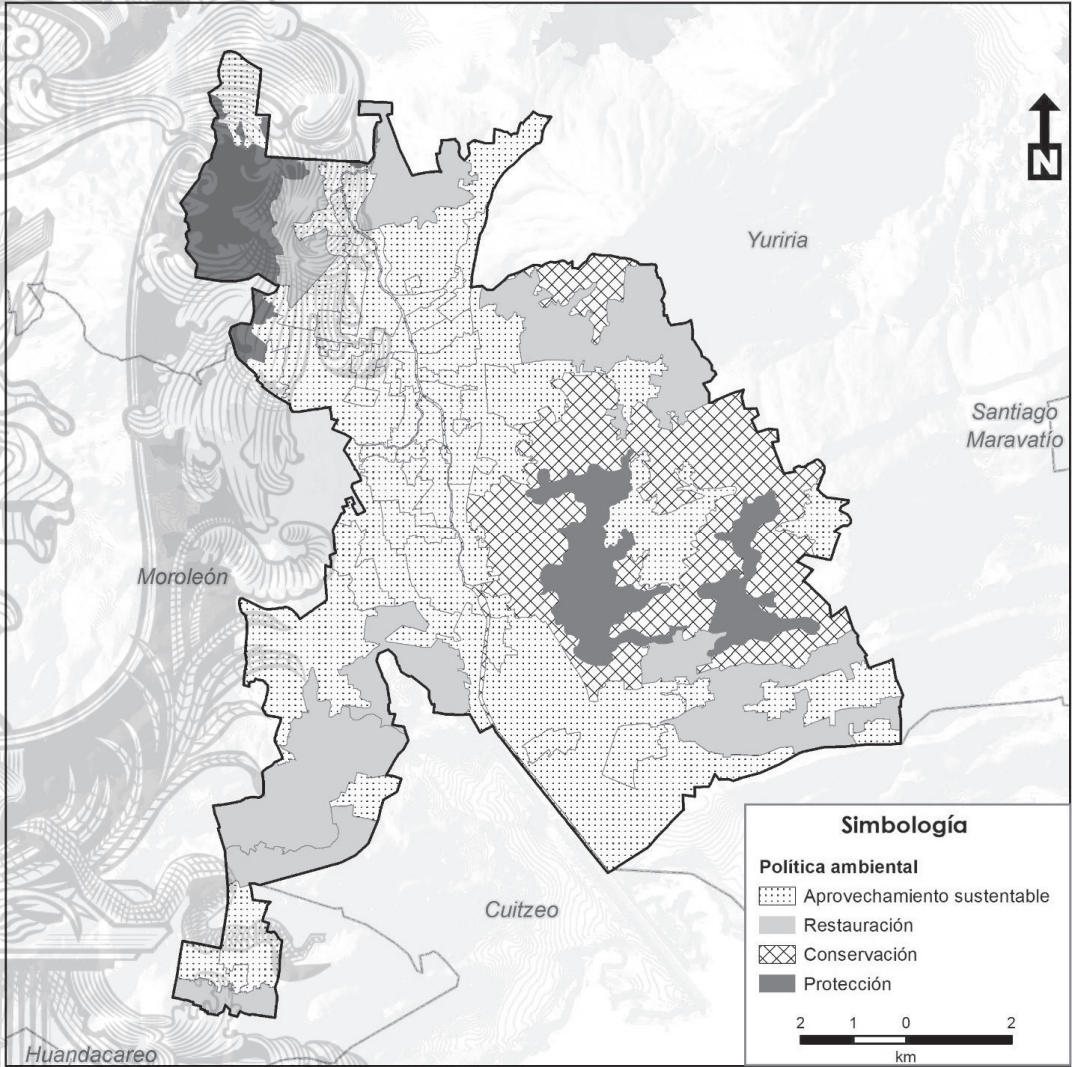 N
Yuriria
Santiago
Maravatío
Moroleón
Cuitzeo
Huandacareo
Simbología
Política ambiental
Aprovechamiento sustentable
Restauración
Conservación
Protección
2 1 0 2
km